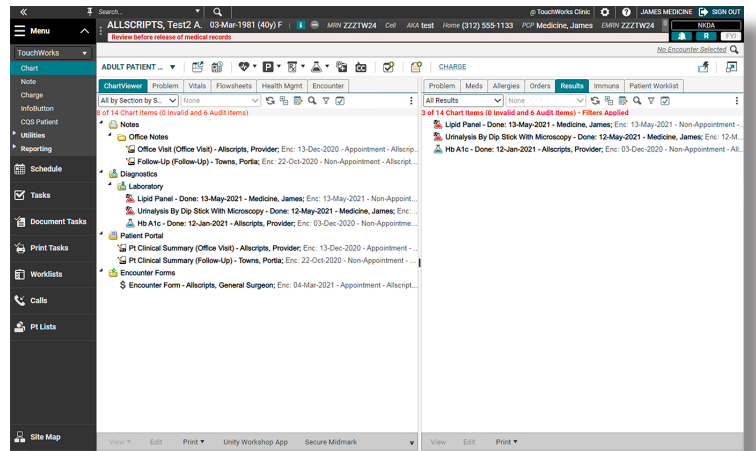 Search...
@ TouchWorks Clinic
JAMES MEDICINE
SIGN OUT
Menu
ALLSCRIPTS, Test2 A. 03-Mar-1981 (40y) F
MRN ZZZTW24 Cell AKA test Home (312) 555-1133 PCP Medicine, James EMRN ZZZTW24
NKDA
Review before release of medical records
R FYI
No Encounter Selected
TouchWorks
ADULT PATIENT ... CHARGE
Chart
Note
Charge
InfoButton
CQS Patient
Utilities
Reporting
Schedule
Tasks
Document Tasks
Print Tasks
Worklists
Calls
Pt Lists
Site Map
ChartViewer Problem Vitals Flowsheets Health Mgmt Encounter
All by Section by S... None
8 of 14 Chart Items (0 Invalid and 6 Audit Items)
Notes
Office Notes
Office Visit (Office Visit) - Allscripts, Provider; Enc: 13-Dec-2020 - Appointment - Allscrip...
Follow-Up (Follow-Up) - Towns, Portia; Enc: 22-Oct-2020 - Non-Appointment - Allscript...
Diagnostics
Laboratory
Lipid Panel - Done: 13-May-2021 - Medicine, James; Enc: 13-May-2021 - Non-Appoint...
Urinalysis By Dip Stick With Microscopy - Done: 12-May-2021 - Medicine, James; Enc: ...
Hb A1c - Done: 12-Jan-2021 - Allscripts, Provider; Enc: 03-Dec-2020 - Non-Appointme...
Patient Portal
Pt Clinical Summary (Office Visit) - Allscripts, Provider; Enc: 13-Dec-2020 - Appointment - ...
Pt Clinical Summary (Follow-Up) - Towns, Portia; Enc: 22-Oct-2020 - Non-Appointment - ...
Encounter Forms
$ Encounter Form - Allscripts, General Surgeon; Enc: 04-Mar-2021 - Appointment - Allscript...
View Edit Print Unity Workshop App Secure Midmark
Problem Meds Allergies Orders Results Immuns Patient Worklist
All Results None
3 of 14 Chart Items (0 Invalid and 6 Audit Items) - Filters Applied
Lipid Panel - Done: 13-May-2021 - Medicine, James; Enc: 13-May-2021 - Non-Appointment -...
Urinalysis By Dip Stick With Microscopy - Done: 12-May-2021 - Medicine, James; Enc: 12-M...
Hb A1c - Done: 12-Jan-2021 - Allscripts, Provider; Enc: 03-Dec-2020 - Non-Appointment - All...
View Edit Print